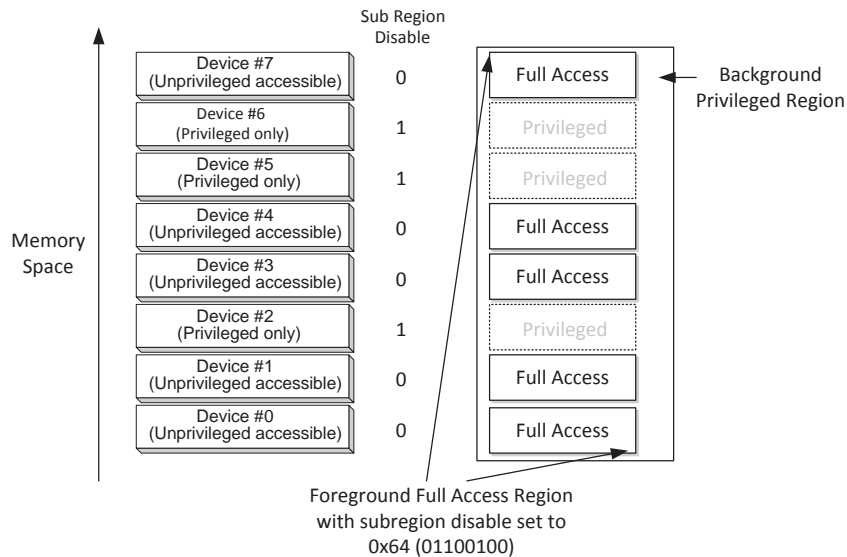 Sub Region
Disable
Device #7
(Unprivileged accessible)
0
Full Access
Background
Privileged Region
Device #6
(Privileged only)
1
Privileged
Device #5
(Privileged only)
1
Privileged
Memory
Space
Device #4
(Unprivileged accessible)
0
Full Access
Device #3
(Unprivileged accessible)
0
Full Access
Device #2
(Privileged only)
1
Privileged
Device #1
(Unprivileged accessible)
0
Full Access
Device #0
(Unprivileged accessible)
0
Full Access
Foreground Full Access Region
with subregion disable set to
0x64 (01100100)